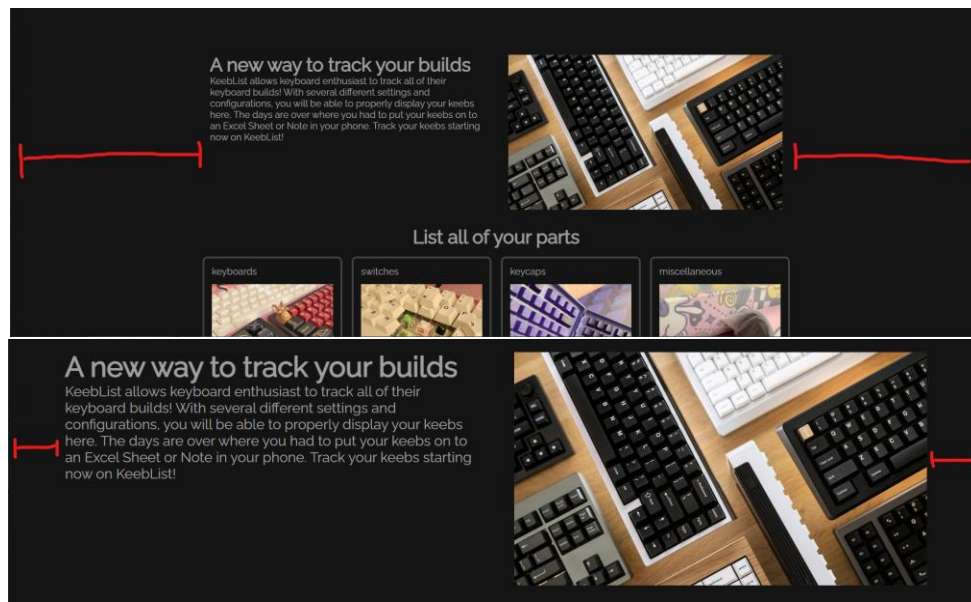 A new way to track your builds
KeebList allows keyboard enthusiast to track all of their
keyboard builds! With several different settings and
configurations, you will be able to properly display your keebs
here. The days are over where you had to put your keebs on to
an Excel Sheet or Note in your phone. Track your keebs starting
now on KeebList!
List all of your parts
keyboards
switches
keycaps
miscellaneous
A new way to track your builds
KeebList allows keyboard enthusiast to track all of their
keyboard builds! With several different settings and
configurations, you will be able to properly display your keebs
here. The days are over where you had to put your keebs on to
an Excel Sheet or Note in your phone. Track your keebs starting
now on KeebList!